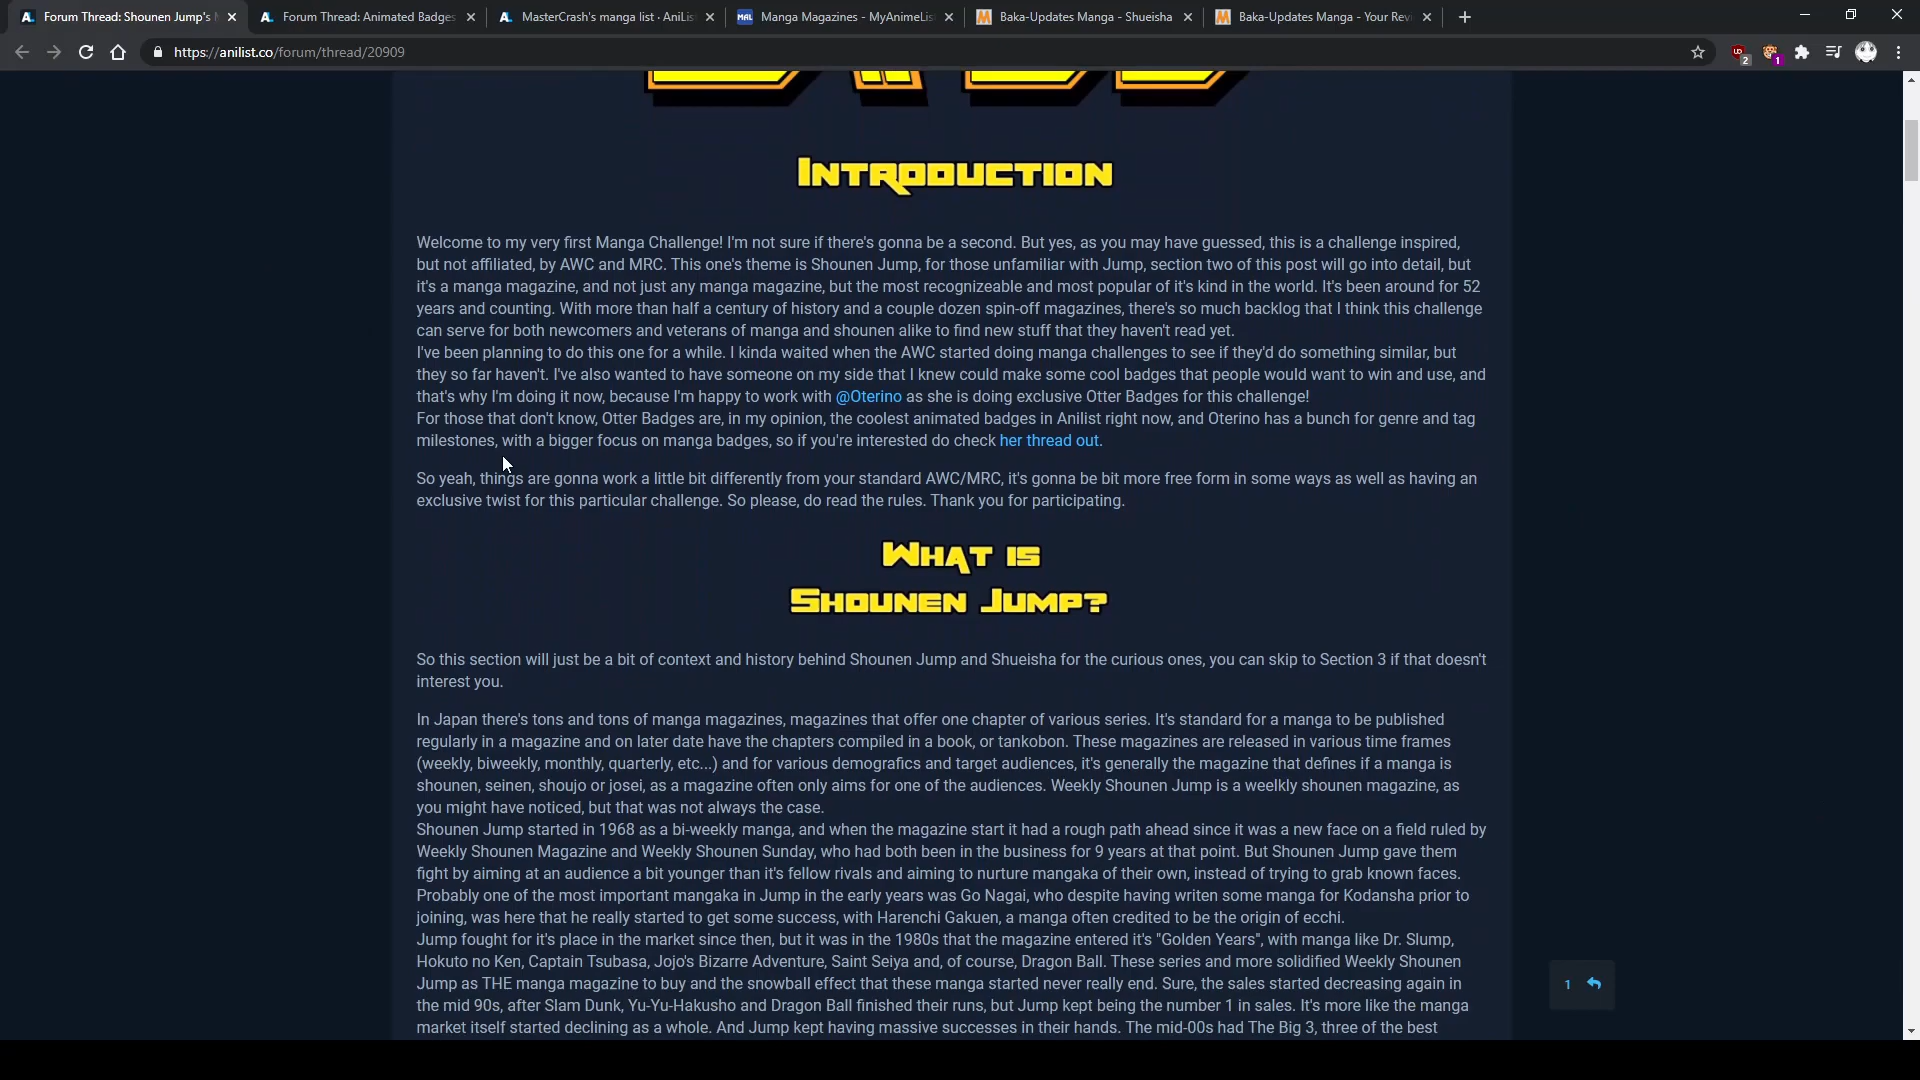 Forum Thread: Shounen Jump's
Forum Thread: Animated Badges
MasterCrash's manga list · AniList
MAL Manga Magazines - MyAnimeList
Baka-Updates Manga - Shueisha
Baka-Updates Manga - Your Revi
https://anilist.co/forum/thread/20909
2
1
Introduction
Welcome to my very first Manga Challenge! I'm not sure if there's gonna be a second. But yes, as you may have guessed, this is a challenge inspired,
but not affiliated, by AWC and MRC. This one's theme is Shounen Jump, for those unfamiliar with Jump, section two of this post will go into detail, but
it's a manga magazine, and not just any manga magazine, but the most recognizeable and most popular of it's kind in the world. It's been around for 52
years and counting. With more than half a century of history and a couple dozen spin-off magazines, there's so much backlog that I think this challenge
can serve for both newcomers and veterans of manga and shounen alike to find new stuff that they haven't read yet.
I've been planning to do this one for a while. I kinda waited when the AWC started doing manga challenges to see if they'd do something similar, but
they so far haven't. I've also wanted to have someone on my side that I knew could make some cool badges that people would want to win and use, and
that's why I'm doing it now, because I'm happy to work with @Oterino as she is doing exclusive Otter Badges for this challenge!
For those that don't know, Otter Badges are, in my opinion, the coolest animated badges in Anilist right now, and Oterino has a bunch for genre and tag
milestones, with a bigger focus on manga badges, so if you're interested do check her thread out.
So yeah, things are gonna work a little bit differently from your standard AWC/MRC, it's gonna be bit more free form in some ways as well as having an
exclusive twist for this particular challenge. So please, do read the rules. Thank you for participating.
What is
Shounen Jump?
So this section will just be a bit of context and history behind Shounen Jump and Shueisha for the curious ones, you can skip to Section 3 if that doesn't
interest you.
In Japan there's tons and tons of manga magazines, magazines that offer one chapter of various series. It's standard for a manga to be published
regularly in a magazine and on later date have the chapters compiled in a book, or tankobon. These magazines are released in various time frames
(weekly, biweekly, monthly, quarterly, etc...) and for various demografics and target audiences, it's generally the magazine that defines if a manga is
shounen, seinen, shoujo or josei, as a magazine often only aims for one of the audiences. Weekly Shounen Jump is a weelkly shounen magazine, as
you might have noticed, but that was not always the case.
Shounen Jump started in 1968 as a bi-weekly manga, and when the magazine start it had a rough path ahead since it was a new face on a field ruled by
Weekly Shounen Magazine and Weekly Shounen Sunday, who had both been in the business for 9 years at that point. But Shounen Jump gave them
fight by aiming at an audience a bit younger than it's fellow rivals and aiming to nurture mangaka of their own, instead of trying to grab known faces.
Probably one of the most important mangaka in Jump in the early years was Go Nagai, who despite having writen some manga for Kodansha prior to
joining, was here that he really started to get some success, with Harenchi Gakuen, a manga often credited to be the origin of ecchi.
Jump fought for it's place in the market since then, but it was in the 1980s that the magazine entered it's "Golden Years", with manga like Dr. Slump,
Hokuto no Ken, Captain Tsubasa, Jojo's Bizarre Adventure, Saint Seiya and, of course, Dragon Ball. These series and more solidified Weekly Shounen
Jump as THE manga magazine to buy and the snowball effect that these manga started never really end. Sure, the sales started decreasing again in
the mid 90s, after Slam Dunk, Yu-Yu-Hakusho and Dragon Ball finished their runs, but Jump kept being the number 1 in sales. It's more like the manga
market itself started declining as a whole. And Jump kept having massive successes in their hands. The mid-00s had The Big 3, three of the best
1